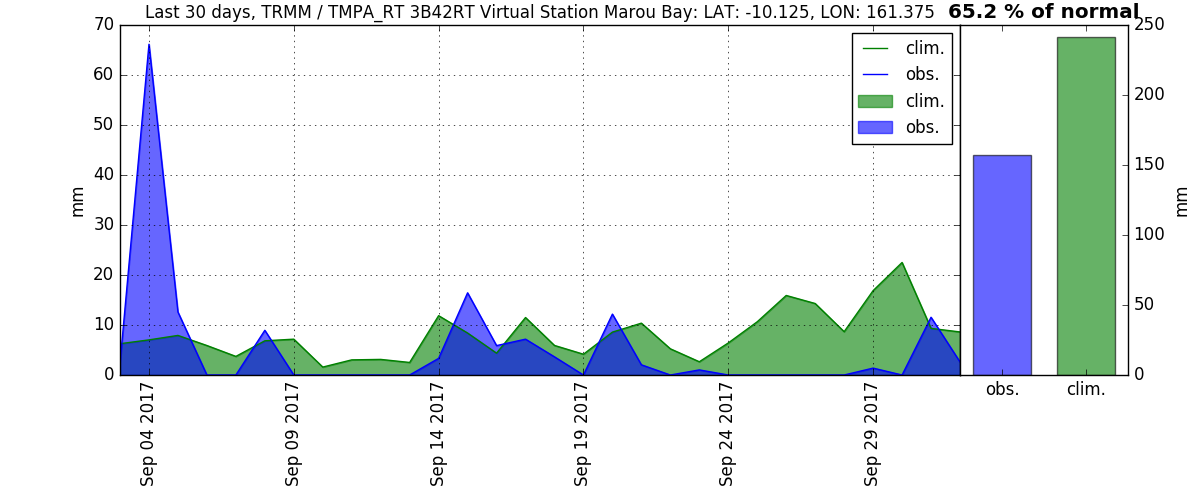 Last 30 days, TRMM / TMPA_RT 3B42RT Virtual Station Marou Bay: LAT: -10.125, LON: 161.375
65.2 % of normal
70
60
50
40
30
20
10
0
mm
clim.
obs.
clim.
obs.
Sep 04 2017
Sep 09 2017
Sep 14 2017
Sep 19 2017
Sep 24 2017
Sep 29 2017
250
200
150
100
50
0
mm
obs.
clim.